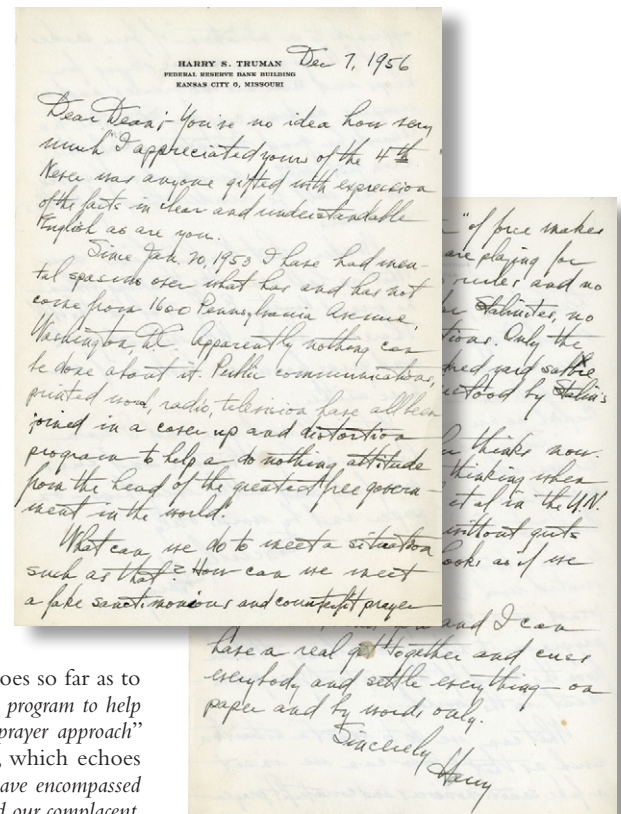 HARRY S. TRUMAN
FEDERAL RESERVE BANK BUILDING
KANSAS CITY 6, MISSOURI
Dec 7, 1956
Dear Dean; You've no idea how very
much I appreciated yours of the 4th
Never was anyone gifted with expression
of the facts in clear and understandable
English as are you.
Since Jan. 20, 1953 I have had men-
tal spasms over what has and has not
come from 1600 Pennsylvania Avenue,
Washington, D.C. Apparently nothing can
be done about it. Public communications,
printed word, radio, television have all been
joined in a cover up and distortion
program to help a do nothing attitude
from the head of the greatest free govern-
ment in the world.
What can we do to meet a situation
such as that? How can we meet
a fake sanctimonious and counterfit prayer
" of force makes
are playing for
rules and no
Stalinites, no
Only the
yard
by Stalin's
thinks now.
thinking when
in the U.N.
without guts
looks as if we
and I can
have a real get together and cuss
everybody and settle everything - on
paper and by words only.
Sincerely
Harry
oes so far as to
program to help
prayer approach"
, which echoes
ave encompassed
d our complacent,